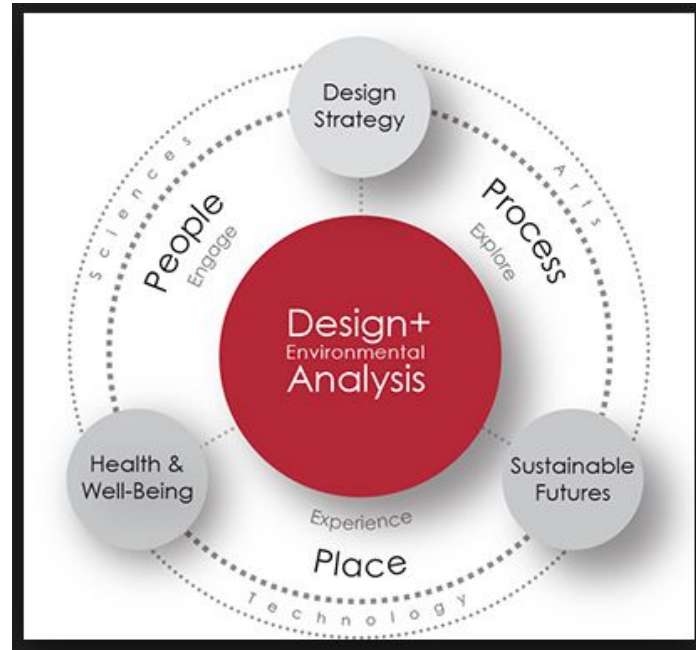 Design
Strategy
Sciences
Arts
People
Engage
Process
Explore
Design+
Environmental
Analysis
Health &
Well-Being
Sustainable
Futures
Experience
Place
Technology